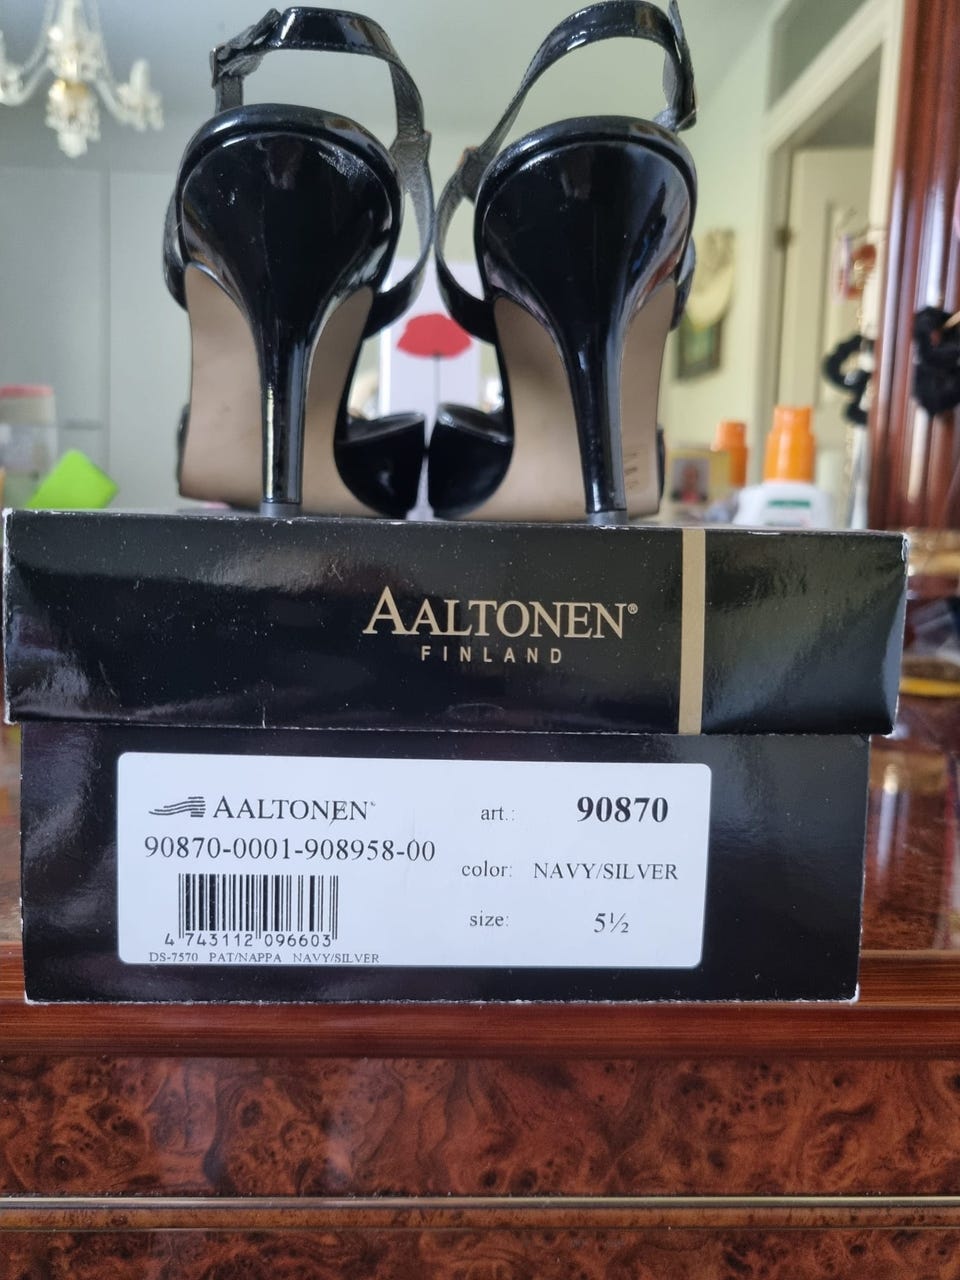 AALTONEN®
FINLAND
AALTONEN
90870-0001-908958-00
4 743112 096603
DS-7570 PAT/NAPPA NAVY/SILVER
art.: 90870
color: NAVY/SILVER
size: 5½